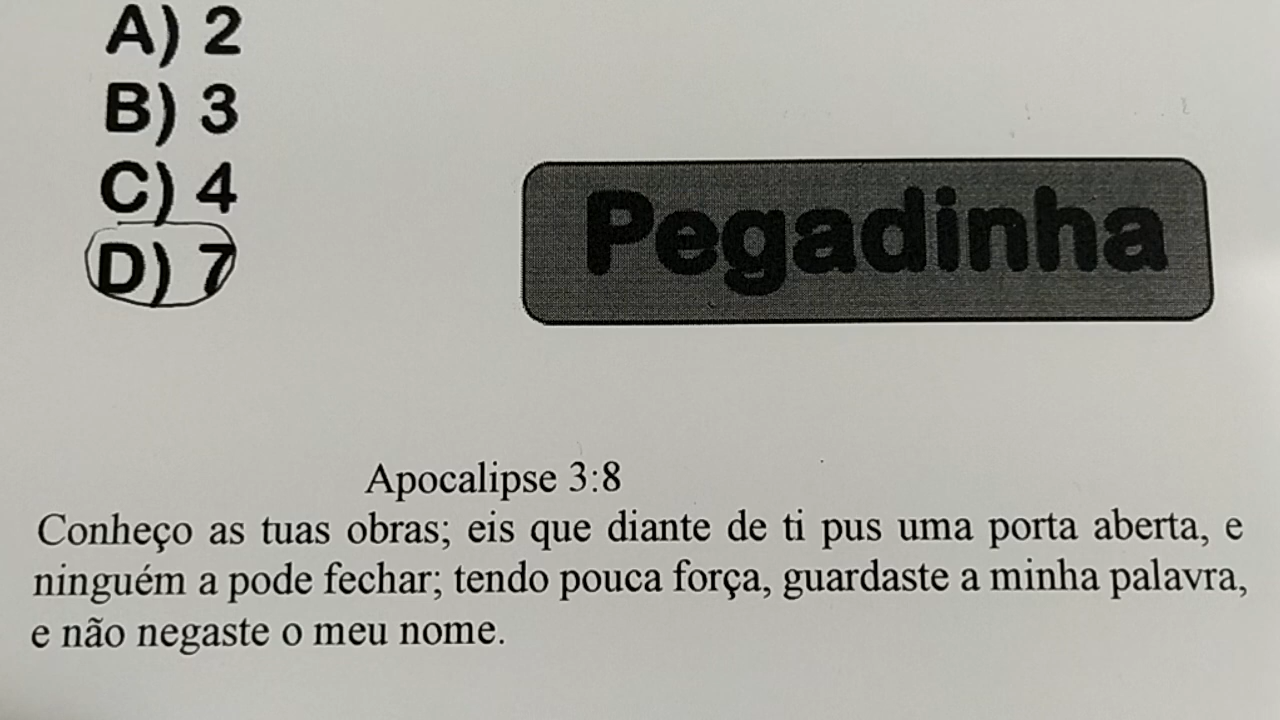 A) 2
B) 3
C) 4
D) 7
Pegadinha
Apocalipse 3:8
Conheço as tuas obras; eis que diante de ti pus uma porta aberta, e
ninguém a pode fechar; tendo pouca força, guardaste a minha palavra,
e não negaste o meu nome.